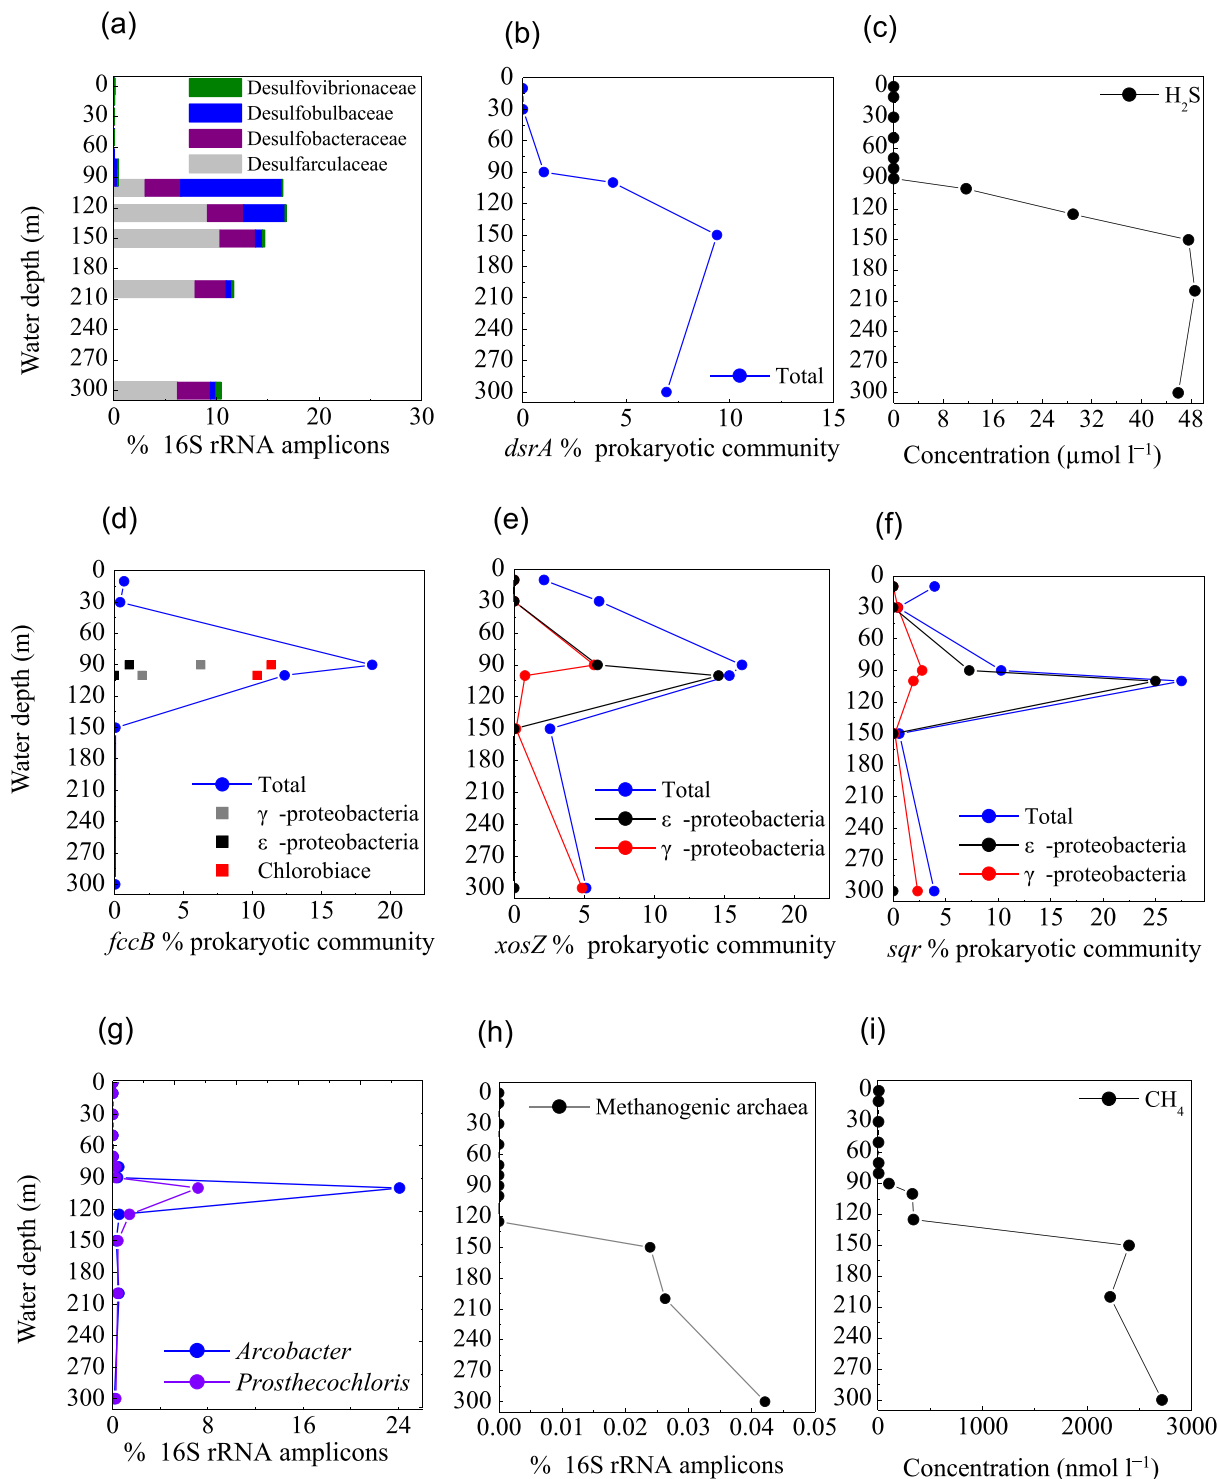 (a)
0
30
60
90
120
150
180
210
240
270
300
Water depth (m)
Desulfovibrionaceae
Desulfobulbaceae
Desulfobacteraceae
Desulfarculaceae
0 10 20 30
% 16S rRNA amplicons
(b)
0
30
60
90
120
150
180
210
240
270
300
Total
0 5 10 15
dsrA % prokaryotic community
(c)
0
30
60
90
120
150
180
210
240
270
300
H₂S
0 12 24 36 48
Concentration (µmol l⁻¹)
(d)
0
30
60
90
120
150
180
210
240
270
300
Water depth (m)
Total
γ -proteobacteria
ε -proteobacteria
Chlorobiace
0 5 10 15 20
fccB % prokaryotic community
(e)
0
30
60
90
120
150
180
210
240
270
300
Total
ε -proteobacteria
γ -proteobacteria
0 5 10 15 20
xosZ % prokaryotic community
(f)
0
30
60
90
120
150
180
210
240
270
300
Total
ε -proteobacteria
γ -proteobacteria
0 5 10 15 20 25
sqr % prokaryotic community
(g)
0
30
60
90
120
150
180
210
240
270
300
Water depth (m)
Arcobacter
Prosthecochloris
0 8 16 24
% 16S rRNA amplicons
(h)
0
30
60
90
120
150
180
210
240
270
300
Methanogenic archaea
0.00 0.01 0.02 0.03 0.04 0.05
% 16S rRNA amplicons
(i)
0
30
60
90
120
150
180
210
240
270
300
CH₄
0 1000 2000 3000
Concentration (nmol l⁻¹)